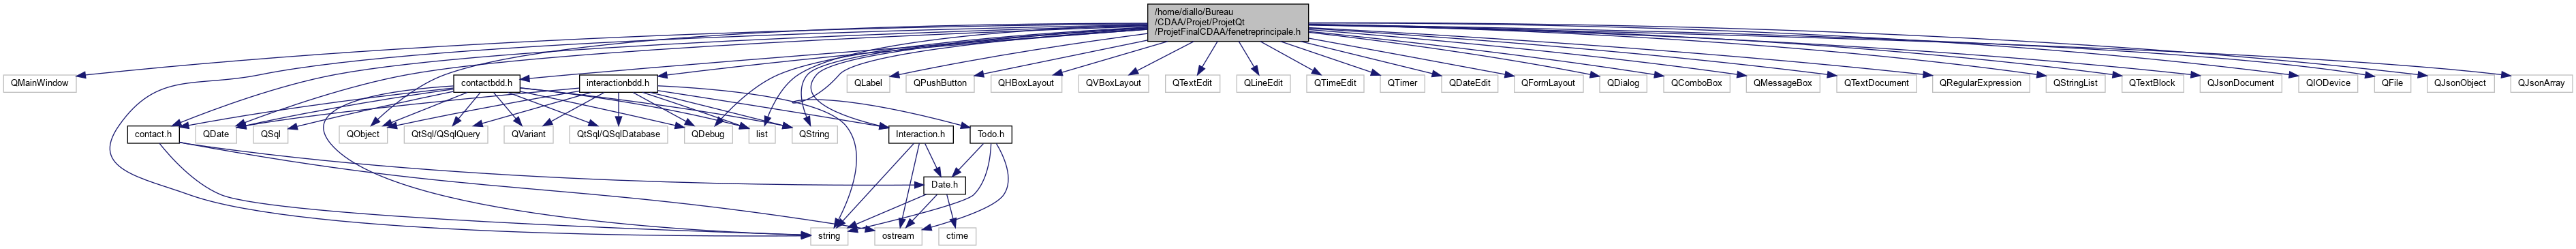 /home/diallo/Bureau
/CDAA/Projet/ProjetQt
/ProjetFinalCDAA/fenetreprincipale.h
QMainWindow
contactbdd.h
interactionbdd.h
QLabel
QPushButton
QHBoxLayout
QVBoxLayout
QTextEdit
QLineEdit
QTimeEdit
QTimer
QDateEdit
QFormLayout
QDialog
QComboBox
QMessageBox
QTextDocument
QRegularExpression
QStringList
QTextBlock
QJsonDocument
QIODevice
QFile
QJsonObject
QJsonArray
contact.h
QDate
QSql
QObject
QtSql/QSqlQuery
QVariant
QtSql/QSqlDatabase
QDebug
list
QString
Interaction.h
Todo.h
Date.h
string
ostream
ctime